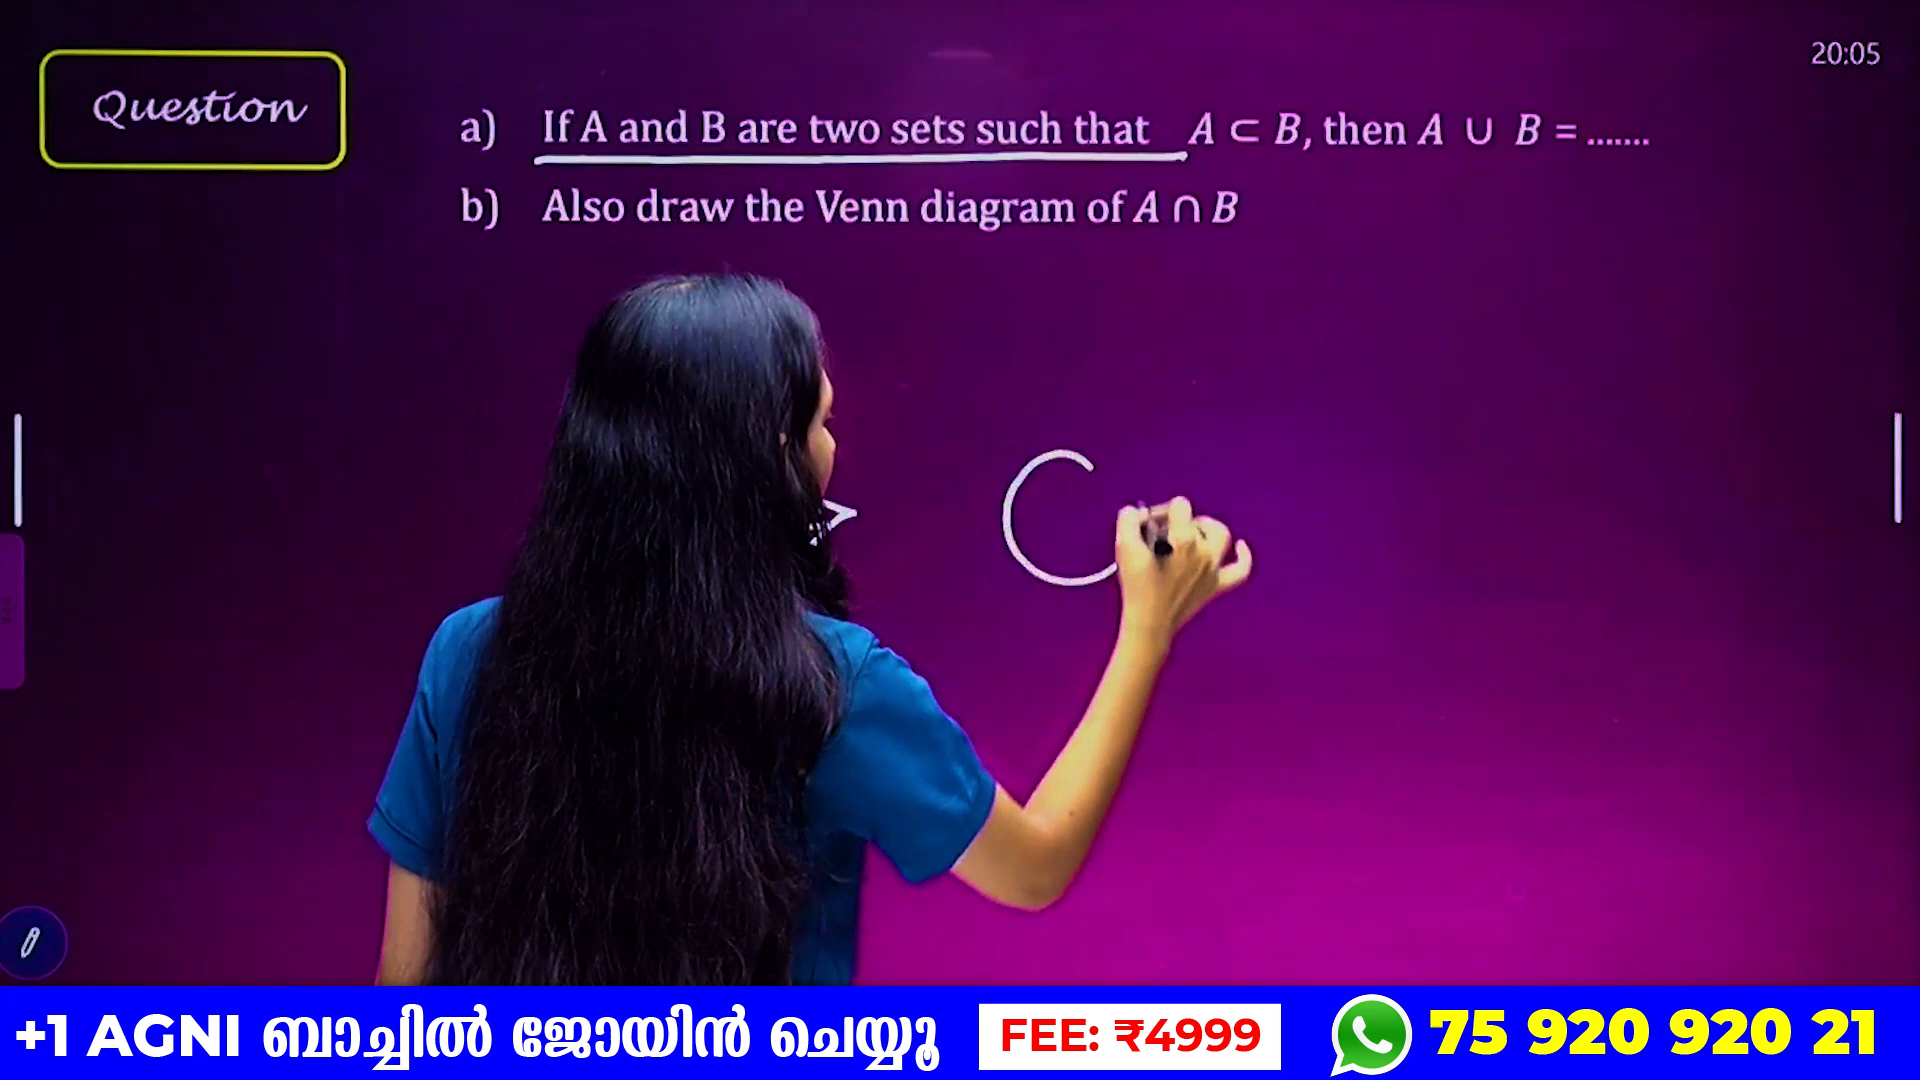 Question
20:05
a) If A and B are two sets such that A ⊂ B, then A ∪ B = .......
b) Also draw the Venn diagram of A ∩ B
+1 AGNI ബാച്ചിൽ ജോയിൻ ചെയ്യൂ
FEE: ₹4999
75 920 920 21